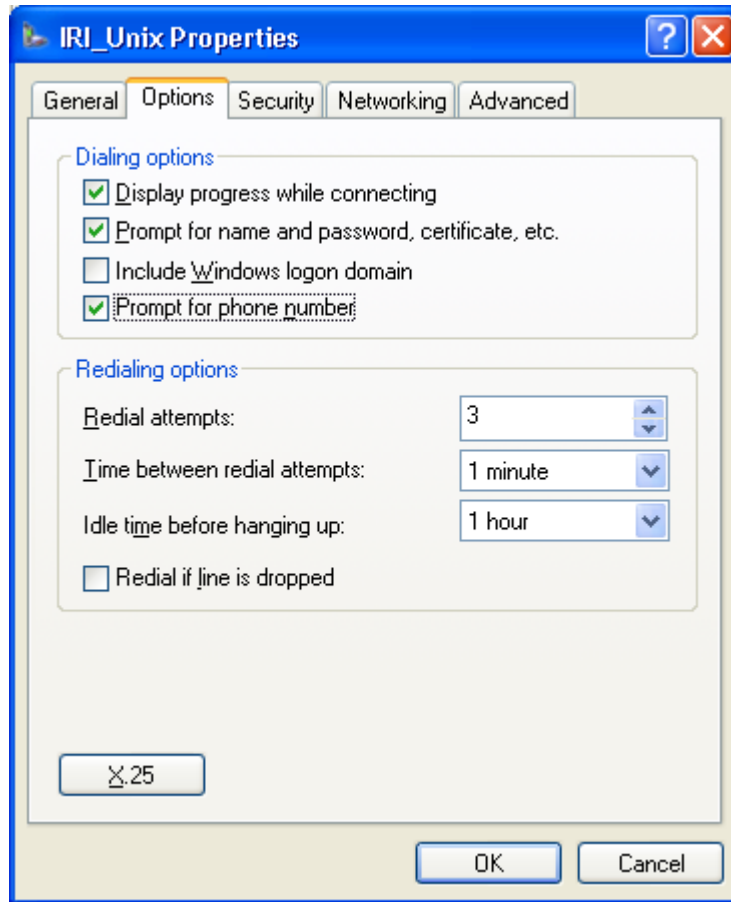 IRI_Unix Properties
General Options Security Networking Advanced
Dialing options
Display progress while connecting
Prompt for name and password, certificate, etc.
Include Windows logon domain
Prompt for phone number
Redialing options
Redial attempts: 3
Time between redial attempts: 1 minute
Idle time before hanging up: 1 hour
Redial if line is dropped
X.25
OK Cancel